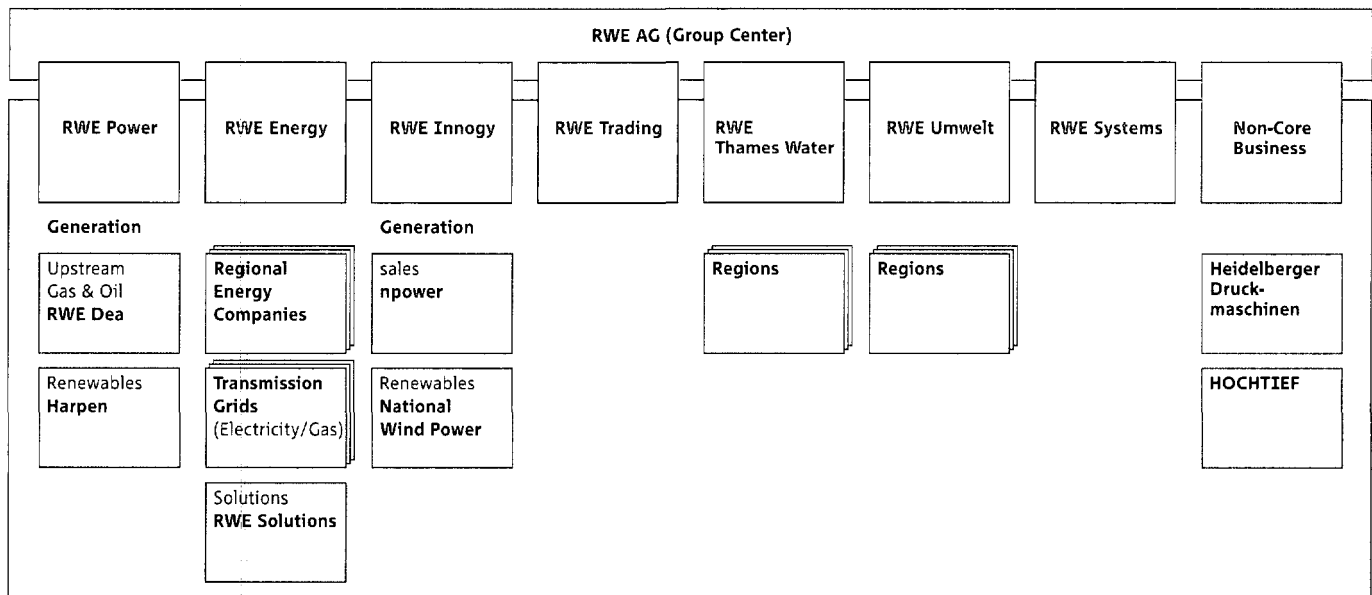 RWE AG (Group Center)
RWE Power
RWE Energy
RWE Innogy
RWE Trading
RWE
Thames Water
RWE Umwelt
RWE Systems
Non-Core
Business
Generation
Upstream
Gas & Oil
RWE Dea
Renewables
Harpen
Regional
Energy
Companies
Transmission
Grids
(Electricity/Gas)
Solutions
RWE Solutions
Generation
sales
npower
Renewables
National
Wind Power
Regions
Regions
Heidelberger
Druck-
maschinen
HOCHTIEF